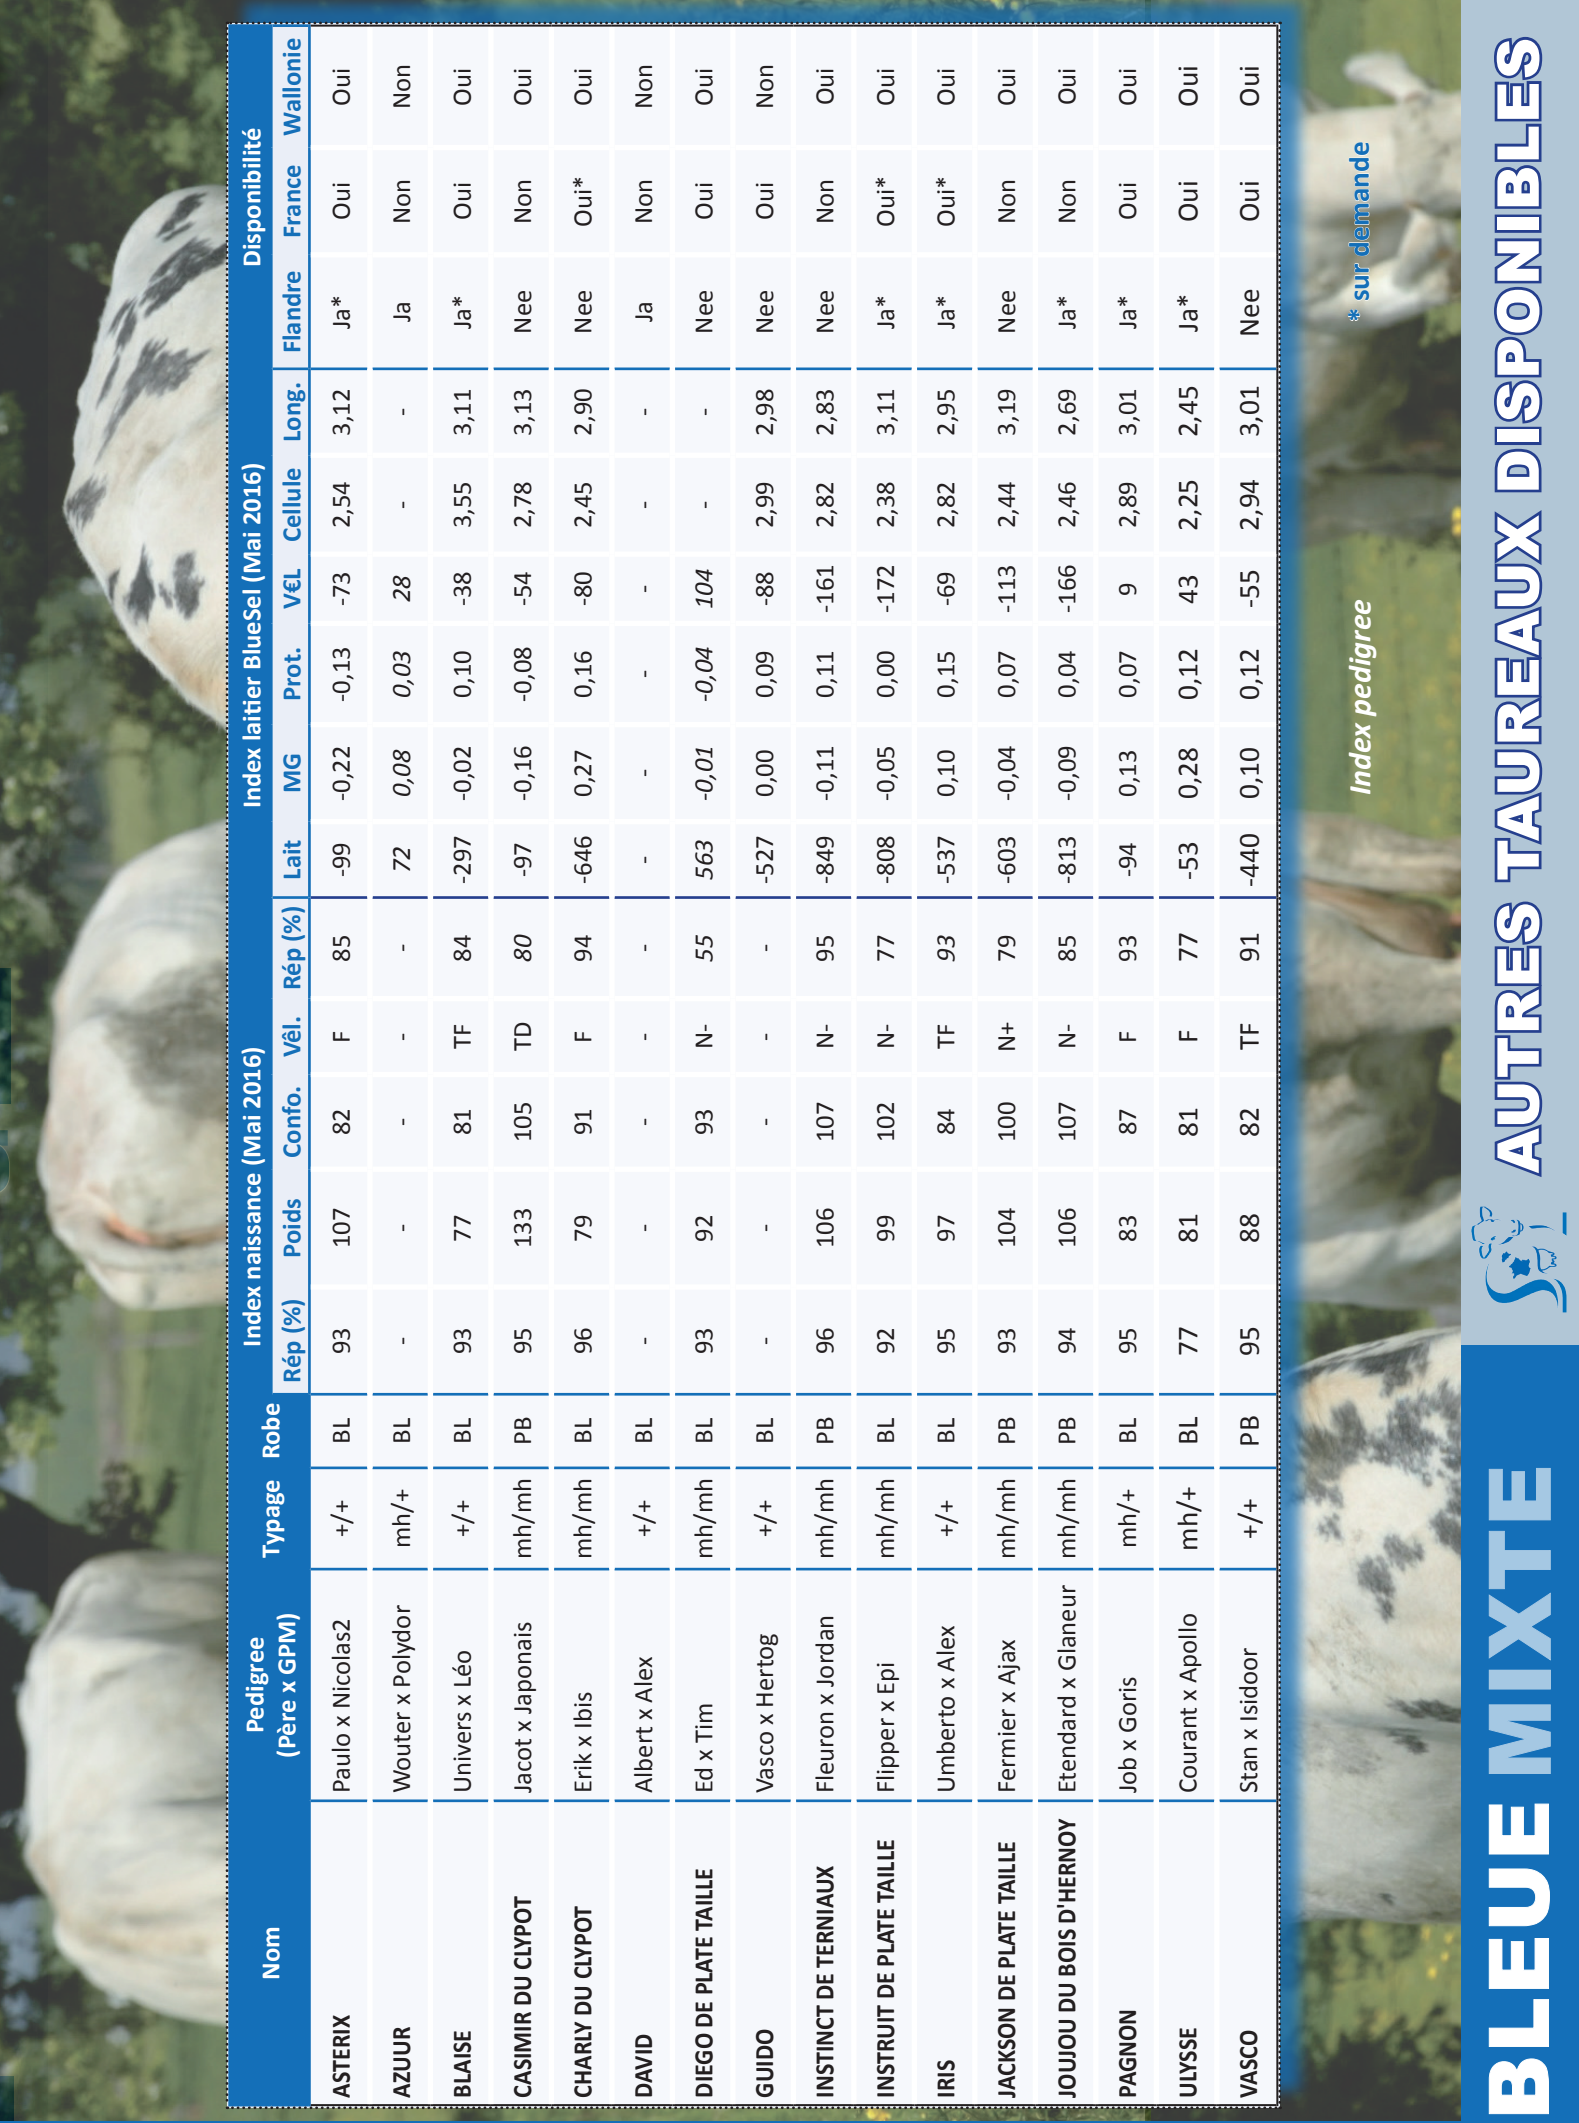 BLEUE MIXTE AUTRES TAUREAUX DISPONIBLES
Nom Pedigree (Père x GPM) Typage Robe Index naissance (Mai 2016) Index laitier BlueSel (Mai 2016) Disponibilité
Rép (%) Poids Confo. Vêl. Rép (%) Lait MG Prot. V€L Cellule Long. Flandre France Wallonie
ASTERIX Paulo x Nicolas2 +/+ BL 93 107 82 F 85 -99 -0,22 -0,13 -73 2,54 3,12 Ja* Oui Oui
AZUUR Wouter x Polydor mh/+ BL - - - - - 72 0,08 0,03 28 - - Ja Non Non
BLAISE Univers x Léo +/+ BL 93 77 81 TF 84 -297 -0,02 0,10 -38 3,55 3,11 Ja* Oui Oui
CASIMIR DU CLYPOT Jacot x Japonais mh/mh PB 95 133 105 TD 80 -97 -0,16 -0,08 -54 2,78 3,13 Nee Non Oui
CHARLY DU CLYPOT Erik x Ibis mh/mh BL 96 79 91 F 94 -646 0,27 0,16 -80 2,45 2,90 Nee Oui* Oui
DAVID Albert x Alex +/+ BL - - - - - - - - - - - Ja Non Non
DIEGO DE PLATE TAILLE Ed x Tim mh/mh BL 93 92 93 N- 55 563 -0,01 -0,04 104 - - Nee Oui Oui
GUIDO Vasco x Hertog +/+ BL - - - - - -527 0,00 0,09 -88 2,99 2,98 Nee Oui Non
INSTINCT DE TERNIAUX Fleuron x Jordan mh/mh PB 96 106 107 N- 95 -849 -0,11 0,11 -161 2,82 2,83 Nee Non Oui
INSTRUIT DE PLATE TAILLE Flipper x Epi mh/mh BL 92 99 102 N- 77 -808 -0,05 0,00 -172 2,38 3,11 Ja* Oui* Oui
IRIS Umberto x Alex +/+ BL 95 97 84 TF 93 -537 0,10 0,15 -69 2,82 2,95 Ja* Oui* Oui
JACKSON DE PLATE TAILLE Fermier x Ajax mh/mh PB 93 104 100 N+ 79 -603 -0,04 0,07 -113 2,44 3,19 Nee Non Oui
JOUJOU DU BOIS D'HERNOY Etendard x Glaneur mh/mh PB 94 106 107 N- 85 -813 -0,09 0,04 -166 2,46 2,69 Ja* Non Oui
PAGNON Job x Goris mh/+ BL 95 83 87 F 93 -94 0,13 0,07 9 2,89 3,01 Ja* Oui Oui
ULYSSE Courant x Apollo mh/+ BL 77 81 81 F 77 -53 0,28 0,12 43 2,25 2,45 Ja* Oui Oui
VASCO Stan x Isidoor +/+ PB 95 88 82 TF 91 -440 0,10 0,12 -55 2,94 3,01 Nee Oui Oui
Index pedigree * sur demande